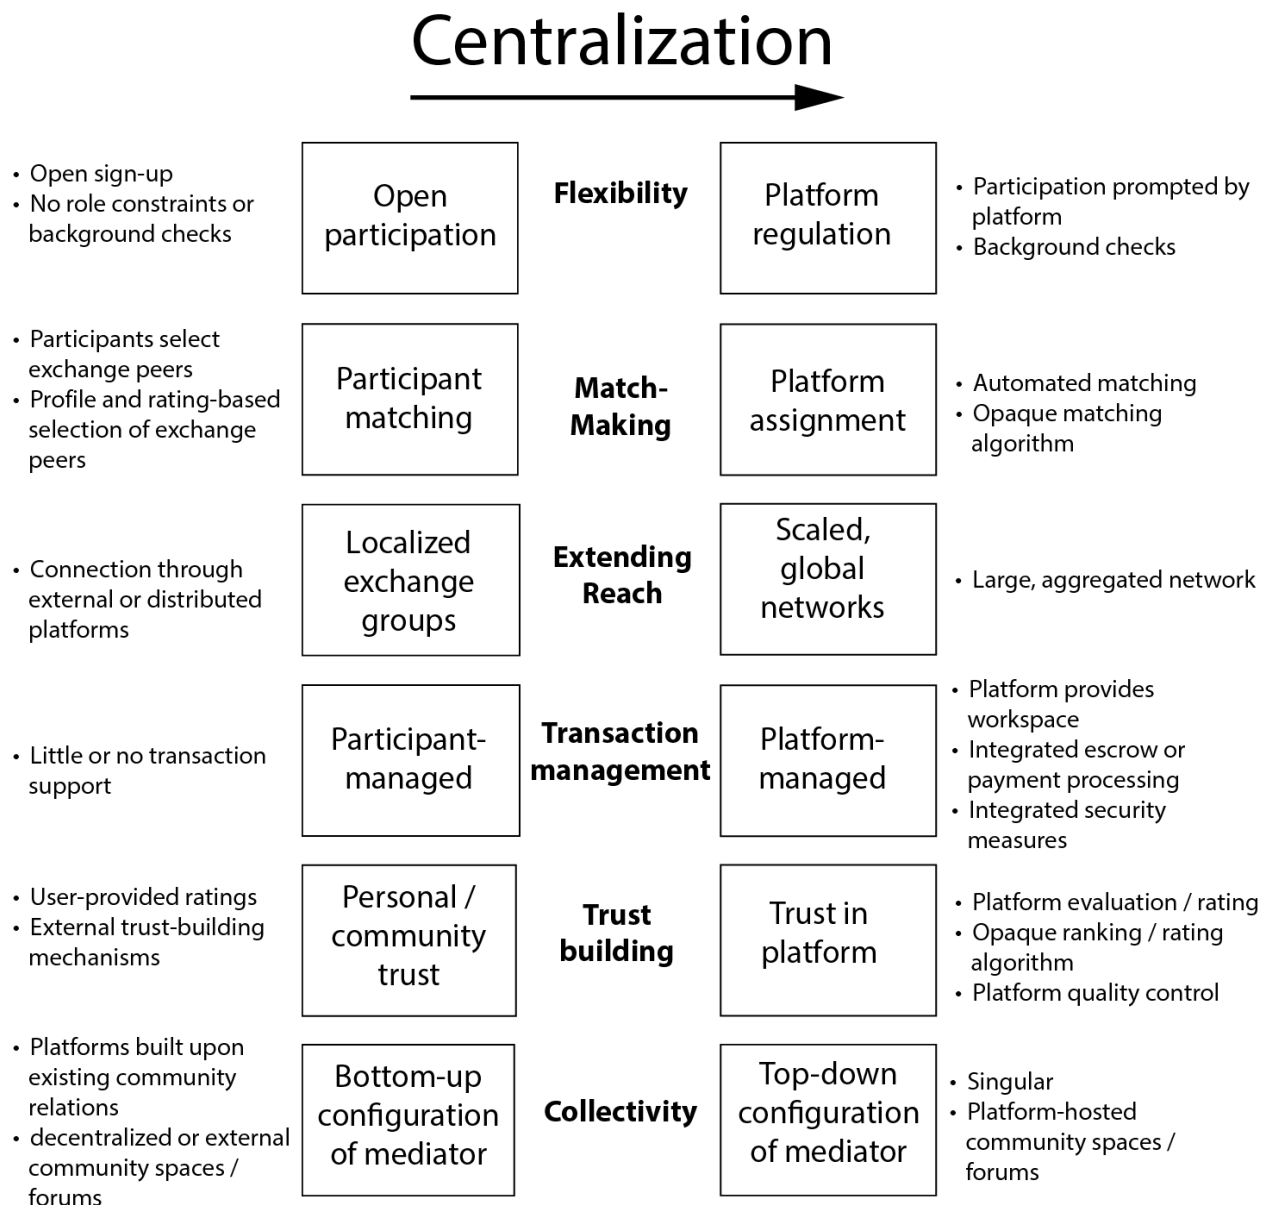 Centralization
• Open sign-up
• No role constraints or
background checks
Open
participation
Flexibility
Platform
regulation
• Participation prompted by
platform
• Background checks
• Participants select
exchange peers
• Profile and rating-based
selection of exchange
peers
Participant
matching
Match-
Making
Platform
assignment
• Automated matching
• Opaque matching
algorithm
• Connection through
external or distributed
platforms
Localized
exchange
groups
Extending
Reach
Scaled,
global
networks
• Large, aggregated network
• Little or no transaction
support
Participant-
managed
Transaction
management
Platform-
managed
• Platform provides
workspace
• Integrated escrow or
payment processing
• Integrated security
measures
• User-provided ratings
• External trust-building
mechanisms
Personal /
community
trust
Trust
building
Trust in
platform
• Platform evaluation / rating
• Opaque ranking / rating
algorithm
• Platform quality control
• Platforms built upon
existing community
relations
• decentralized or external
community spaces /
forums
Bottom-up
configuration
of mediator
Collectivity
Top-down
configuration
of mediator
• Singular
• Platform-hosted
community spaces /
forums